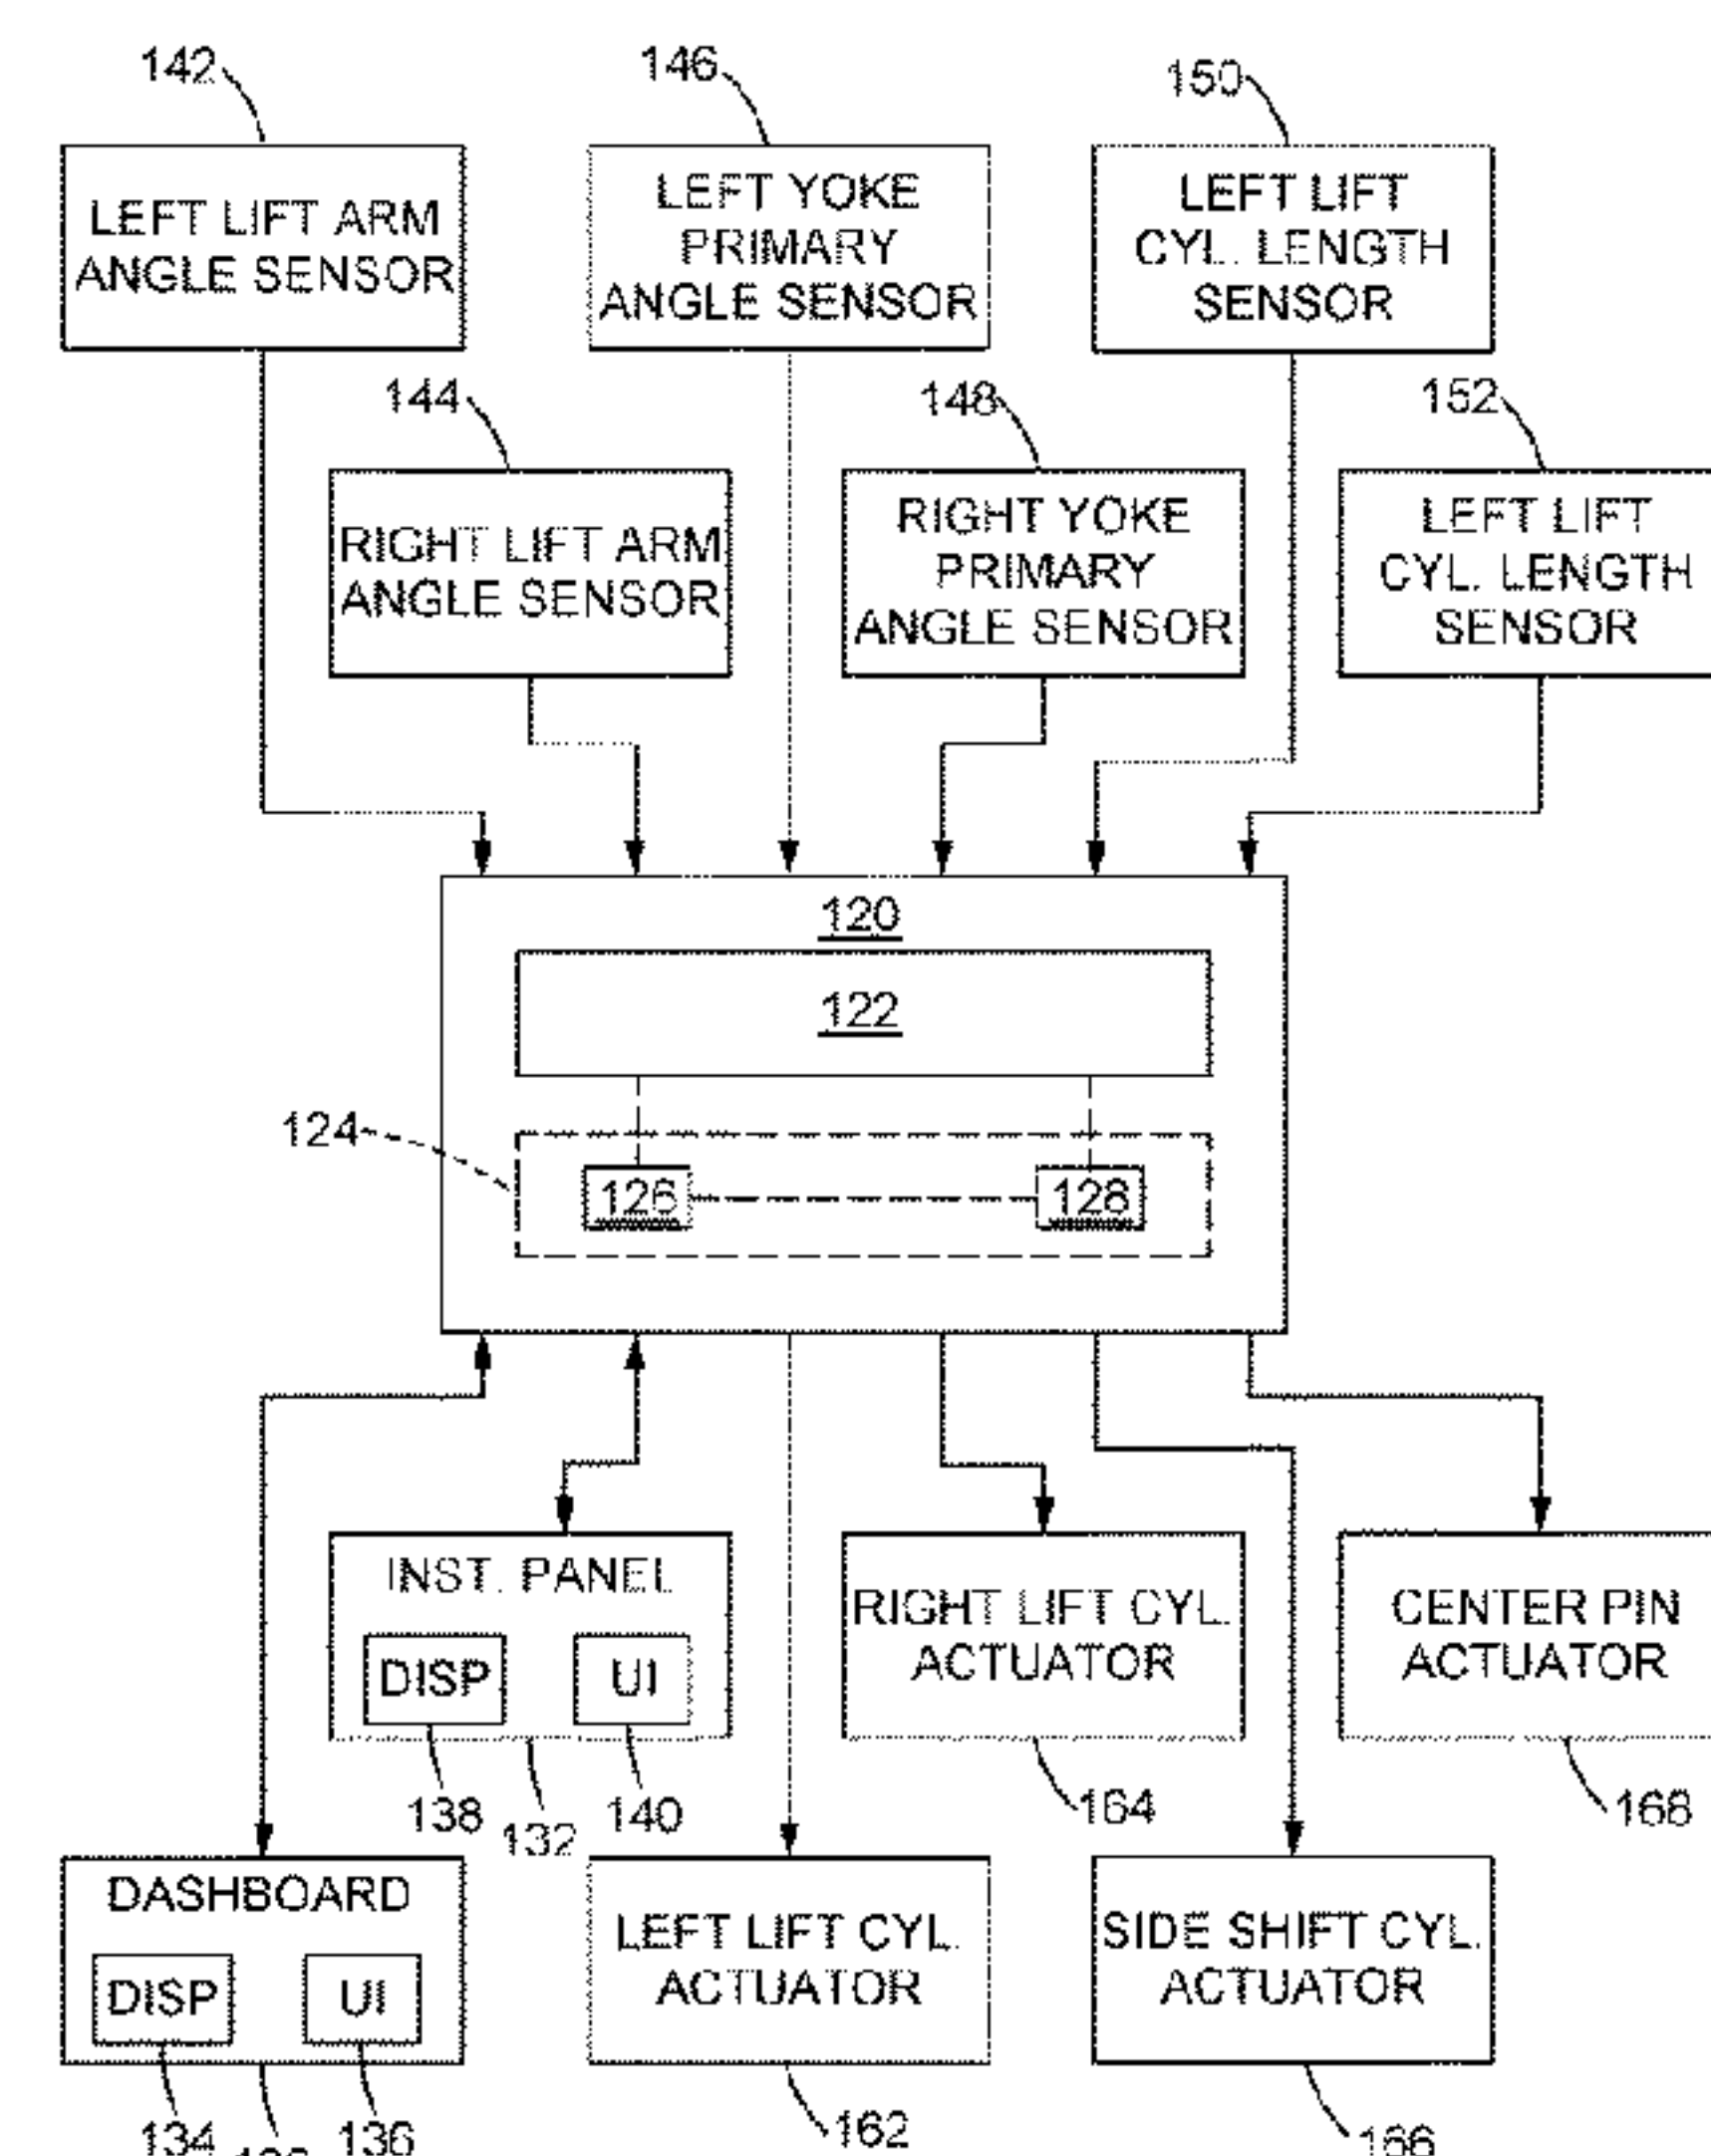 142
146
150
LEFT LIFT ARM
ANGLE SENSOR
LEFT YOKE
PRIMARY
ANGLE SENSOR
LEFT LIFT
CYL. LENGTH
SENSOR
144
148
152
RIGHT LIFT ARM
ANGLE SENSOR
RIGHT YOKE
PRIMARY
ANGLE SENSOR
LEFT LIFT
CYL. LENGTH
SENSOR
120
122
124
126
128
INST. PANEL
DISP
UI
138
132
140
RIGHT LIFT CYL.
ACTUATOR
164
CENTER PIN
ACTUATOR
168
DASHBOARD
DISP
UI
134
136
LEFT LIFT CYL.
ACTUATOR
162
SIDE SHIFT CYL.
ACTUATOR
166